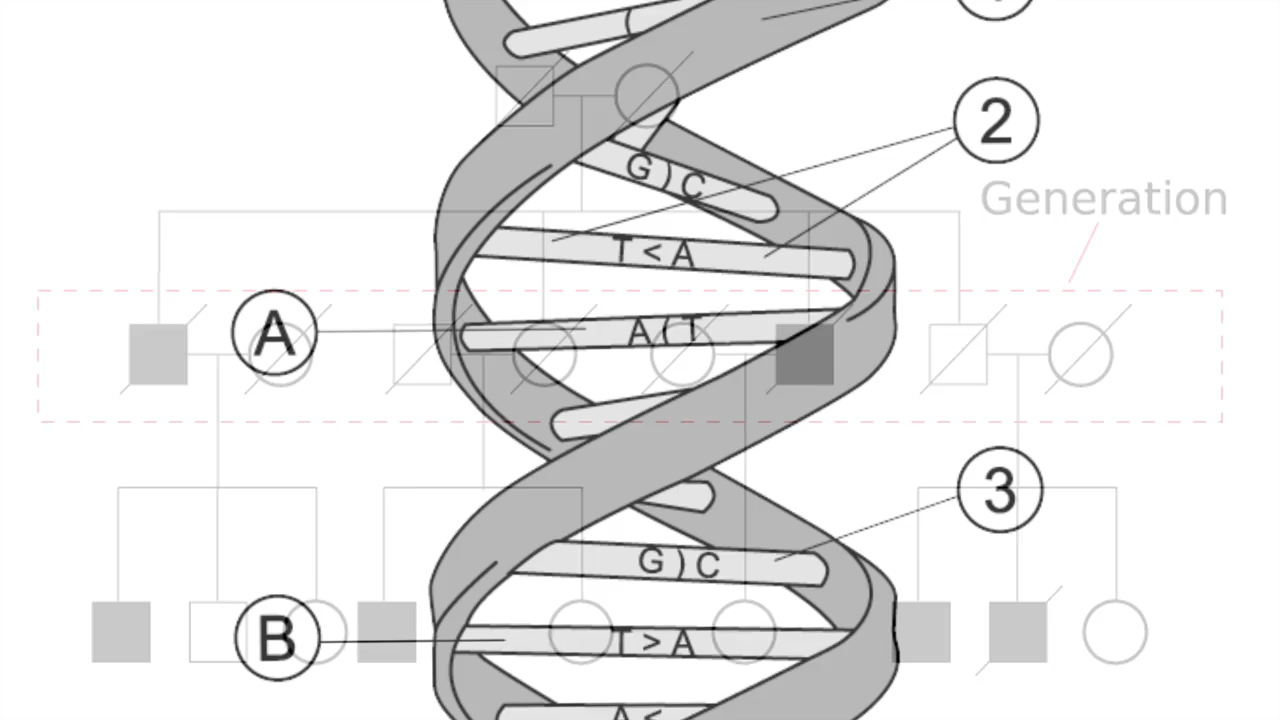 2
G ) C
Generation
T < A
A
A ( T
3
G ) C
B
T > A
A <